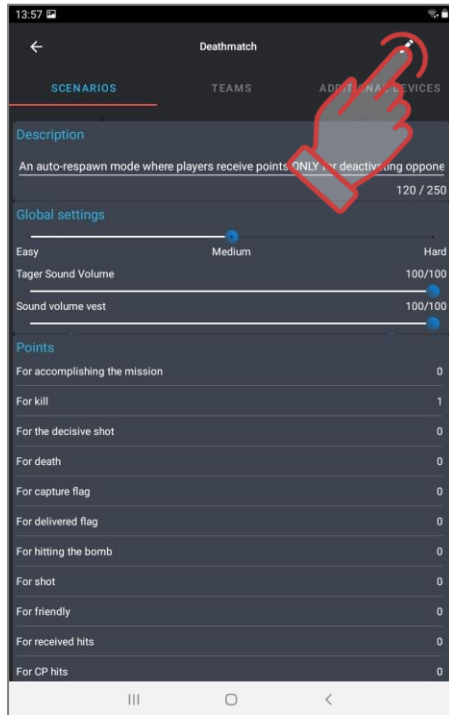 13:57
Deathmatch
SCENARIOS TEAMS ADDITIONAL DEVICES
Description
An auto-respawn mode where players receive points ONLY for deactivating oppone
120 / 250
Global settings
Easy Medium Hard
Tager Sound Volume 100/100
Sound volume vest 100/100
Points
For accomplishing the mission 0
For kill 1
For the decisive shot 0
For death 0
For capture flag 0
For delivered flag 0
For hitting the bomb 0
For shot 0
For friendly 0
For received hits 0
For CP hits 0